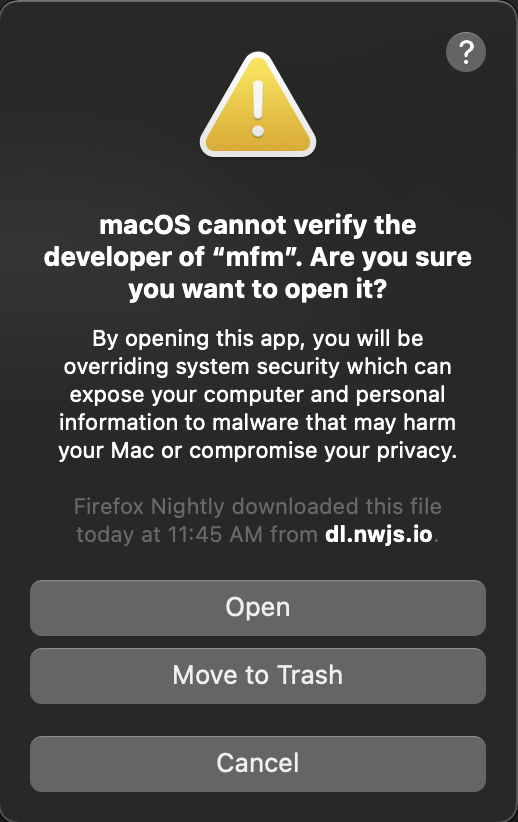 ?
macOS cannot verify the
developer of “mfm”. Are you sure
you want to open it?
By opening this app, you will be
overriding system security which can
expose your computer and personal
information to malware that may harm
your Mac or compromise your privacy.
Firefox Nightly downloaded this file
today at 11:45 AM from dl.nwjs.io.
Open
Move to Trash
Cancel